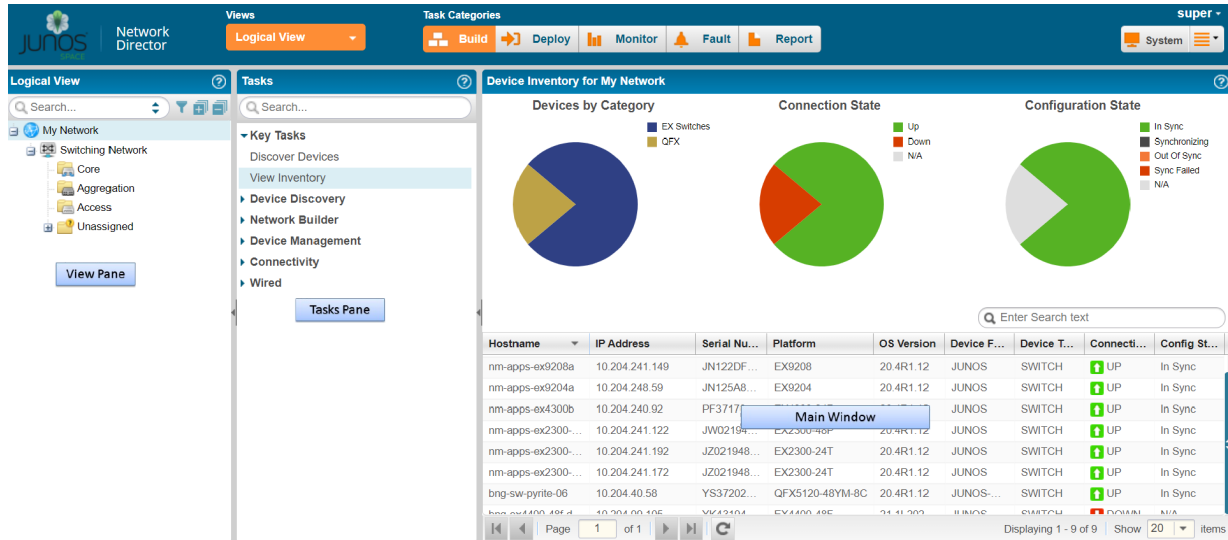 Views
Task Categories
super
JUNOS
SPACE
Network
Director
Logical View
Build
Deploy
Monitor
Fault
Report
System
Logical View
Search...
My Network
Switching Network
Core
Aggregation
Access
Unassigned
View Pane
Tasks
Search...
Key Tasks
Discover Devices
View Inventory
Device Discovery
Network Builder
Device Management
Connectivity
Wired
Tasks Pane
Device Inventory for My Network
Devices by Category
EX Switches
QFX
Connection State
Up
Down
N/A
Configuration State
In Sync
Synchronizing
Out Of Sync
Sync Failed
N/A
Enter Search text
Hostname IP Address Serial Nu... Platform OS Version Device F... Device T... Connecti... Config St...
nm-apps-ex9208a 10.204.241.149 JN122DF... EX9208 20.4R1.12 JUNOS SWITCH UP In Sync
nm-apps-ex9204a 10.204.248.59 JN125A8... EX9204 20.4R1.12 JUNOS SWITCH UP In Sync
nm-apps-ex4300b 10.204.240.92 JUNOS SWITCH UP In Sync
Main Window
nm-apps-ex2300-... 10.204.241.122 JW02194... EX2300-48P 20.4R1.12 JUNOS SWITCH UP In Sync
nm-apps-ex2300-... 10.204.241.192 JZ021948... EX2300-24T 20.4R1.12 JUNOS SWITCH UP In Sync
nm-apps-ex2300-... 10.204.241.172 JZ021948... EX2300-24T 20.4R1.12 JUNOS SWITCH UP In Sync
bng-sw-pyrite-06 10.204.40.58 YS37202... QFX5120-48YM-8C 20.4R1.12 JUNOS-... SWITCH UP In Sync
SWITCH DOWN N/A
Page 1 of 1
Displaying 1 - 9 of 9 Show 20 items